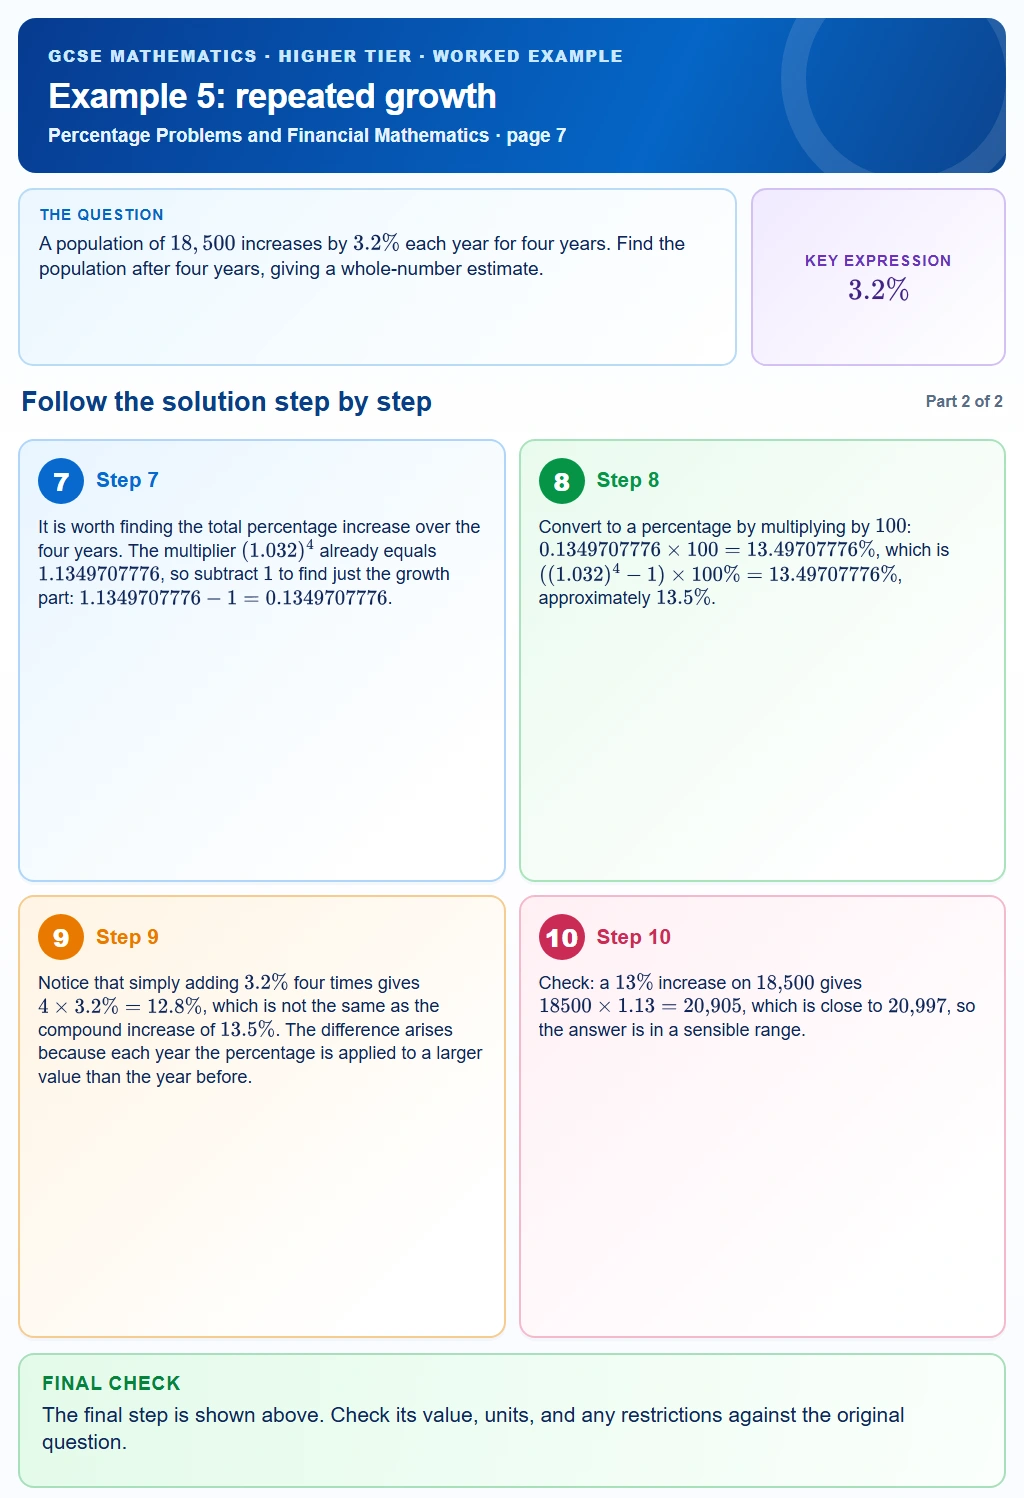 GCSE MATHEMATICS · HIGHER TIER · WORKED EXAMPLE
Example 5: repeated growth
Percentage Problems and Financial Mathematics · page 7
THE QUESTION
A population of 18, 500 increases by 3.2% each year for four years. Find the
population after four years, giving a whole-number estimate.
KEY EXPRESSION
3.2%
Follow the solution step by step
Part 2 of 2
7 Step 7
It is worth finding the total percentage increase over the
four years. The multiplier (1.032)⁴ already equals
1.1349707776, so subtract 1 to find just the growth
part: 1.1349707776 − 1 = 0.1349707776.
8 Step 8
Convert to a percentage by multiplying by 100:
0.1349707776 × 100 = 13.49707776%, which is
((1.032)⁴ − 1) × 100% = 13.49707776%,
approximately 13.5%.
9 Step 9
Notice that simply adding 3.2% four times gives
4 × 3.2% = 12.8%, which is not the same as the
compound increase of 13.5%. The difference arises
because each year the percentage is applied to a larger
value than the year before.
10 Step 10
Check: a 13% increase on 18,500 gives
18500 × 1.13 = 20,905, which is close to 20,997, so
the answer is in a sensible range.
FINAL CHECK
The final step is shown above. Check its value, units, and any restrictions against the original
question.